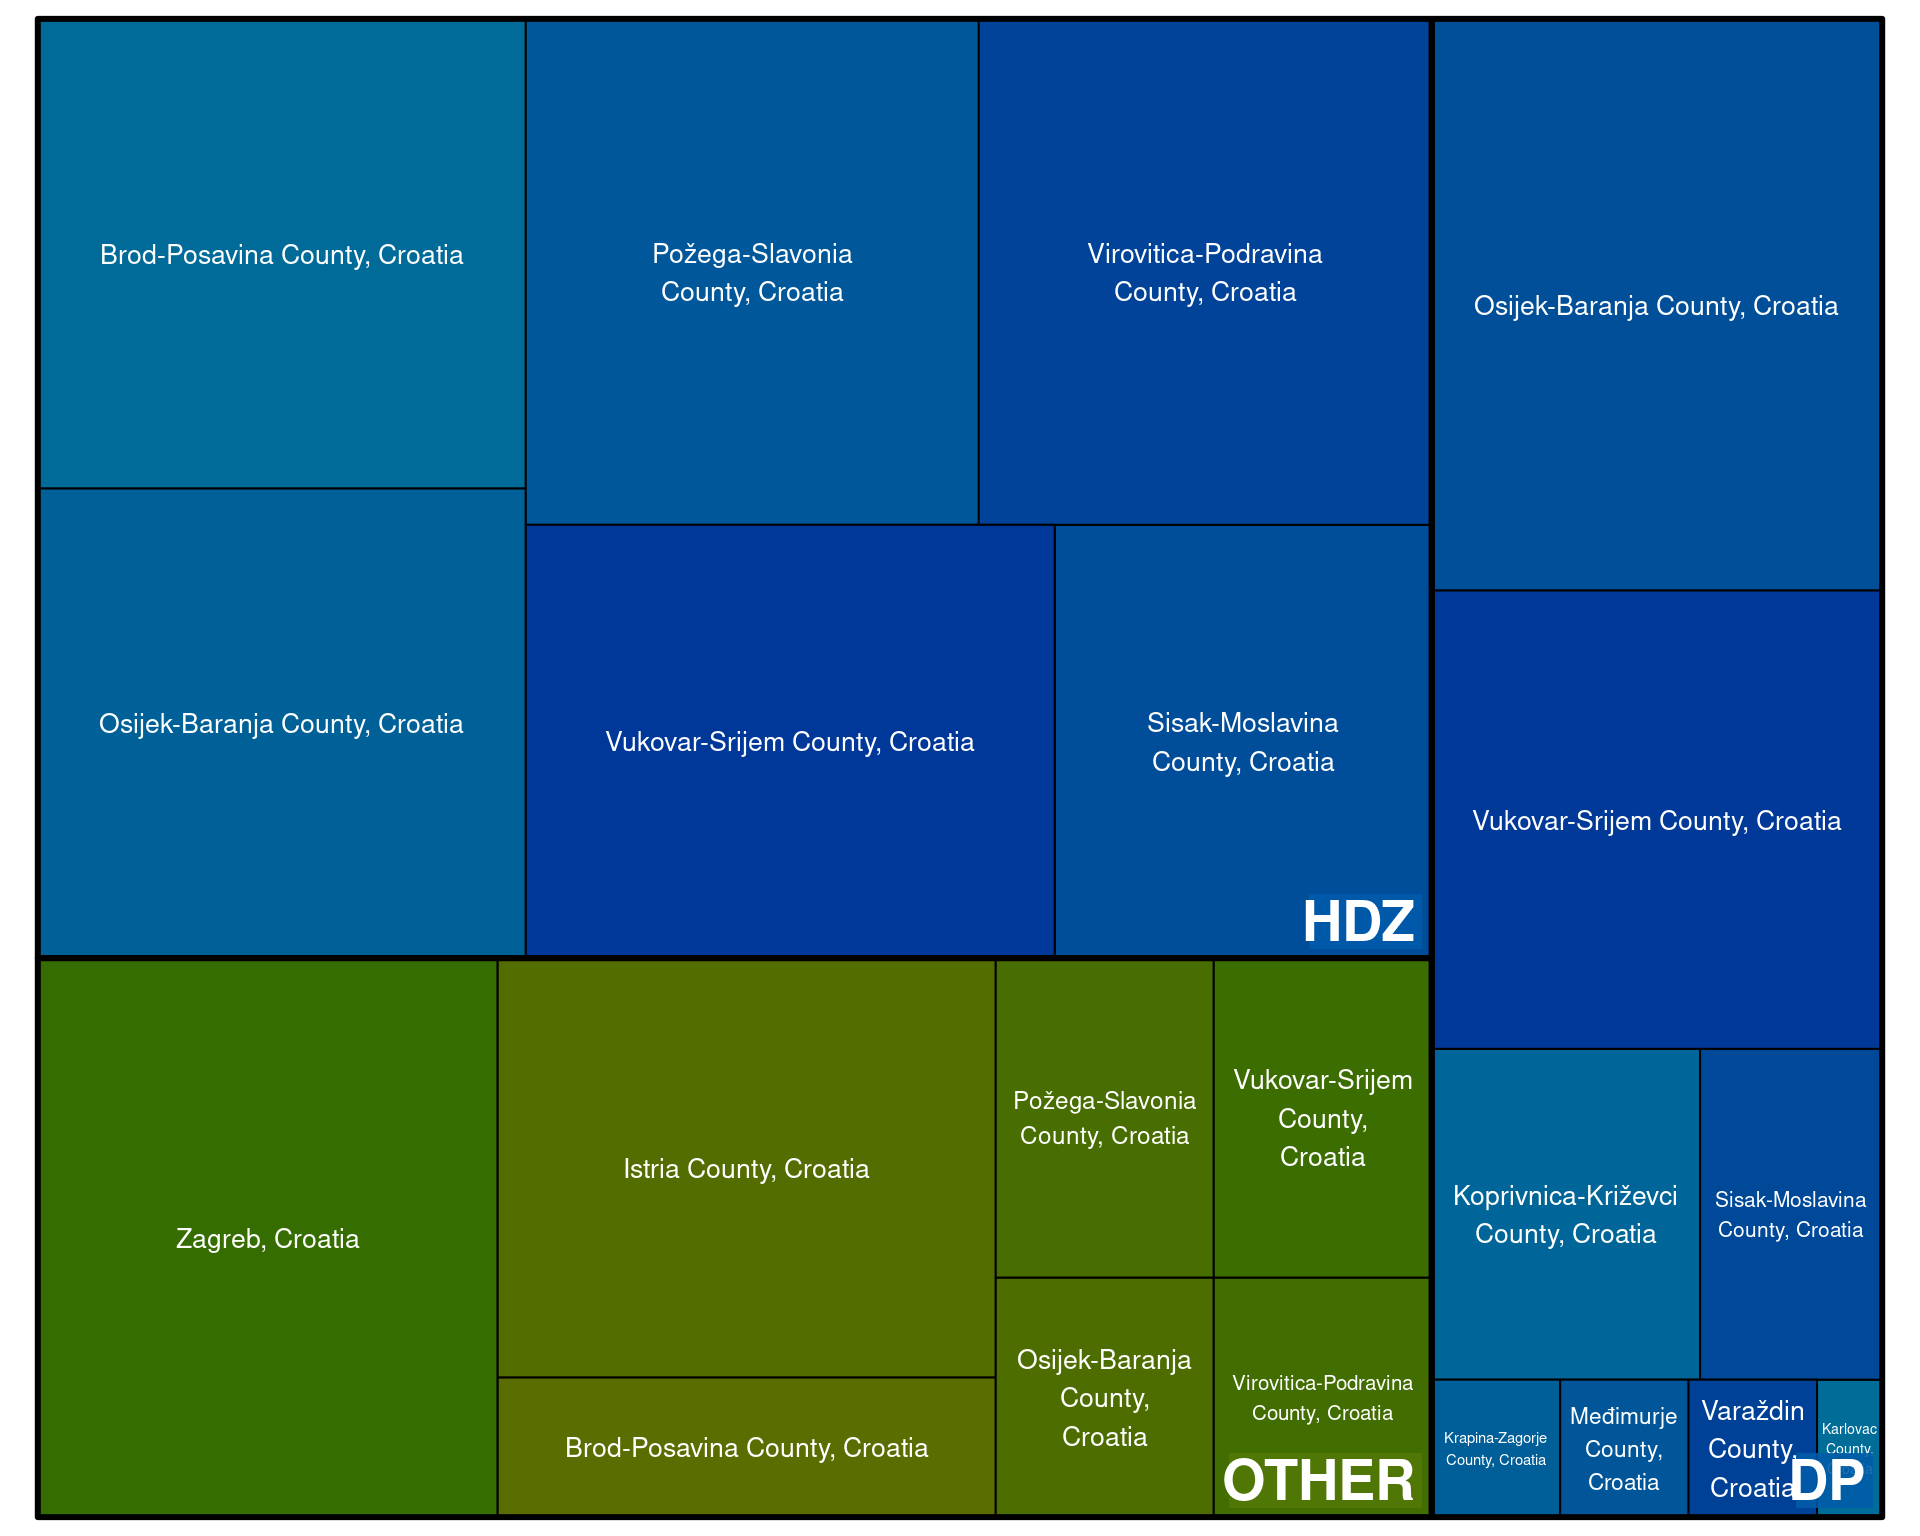 Brod-Posavina County, Croatia
Požega-Slavonia
County, Croatia
Virovitica-Podravina
County, Croatia
Osijek-Baranja County, Croatia
Vukovar-Srijem County, Croatia
Sisak-Moslavina
County, Croatia
HDZ
Zagreb, Croatia
Istria County, Croatia
Brod-Posavina County, Croatia
Požega-Slavonia
County, Croatia
Vukovar-Srijem
County,
Croatia
Osijek-Baranja
County,
Croatia
Virovitica-Podravina
County, Croatia
OTHER
Osijek-Baranja County, Croatia
Vukovar-Srijem County, Croatia
Koprivnica-Križevci
County, Croatia
Sisak-Moslavina
County, Croatia
Krapina-Zagorje
County, Croatia
Međimurje
County,
Croatia
Varaždin
County,
Croatia
Karlovac
County,
DP